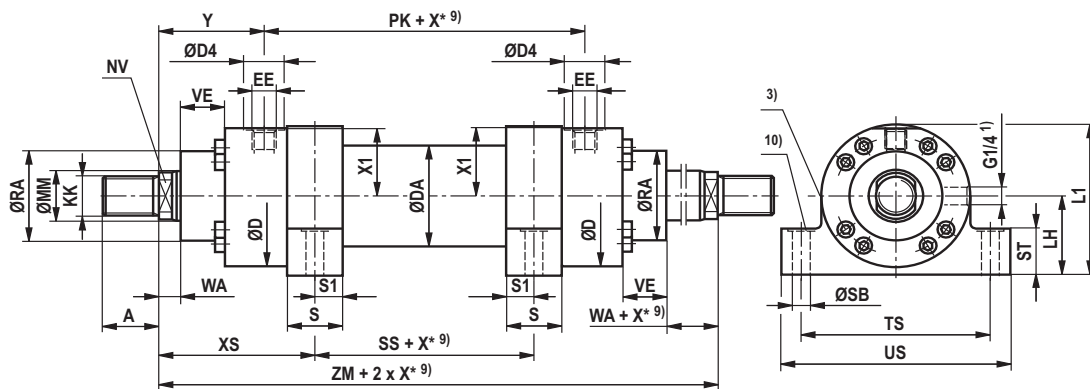 Y
PK + X* 9)
ØD4
ØD4
NV
EE
EE
VE
3)
10)
G1/4 1)
ØRA
ØMM
KK
X1
ØDA
X1
ØRA
L1
LH
ST
ØD
ØD
WA
S1
S1
VE
ØSB
A
S
S
WA + X* 9)
TS
XS
SS + X* 9)
US
ZM + 2 x X* 9)